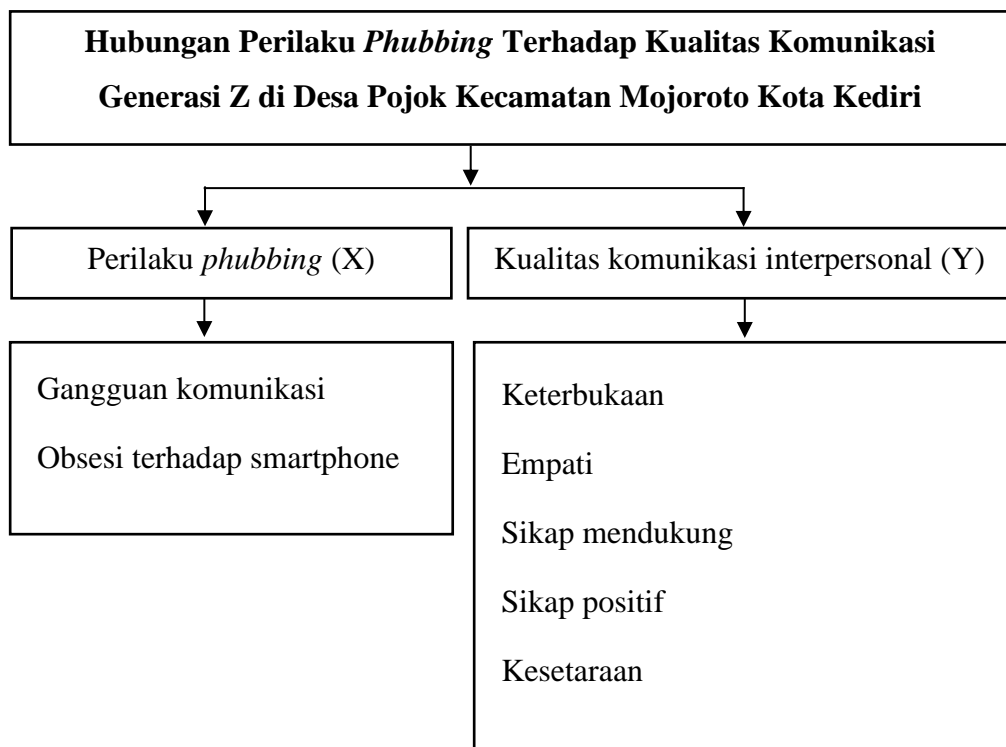 Hubungan Perilaku Phubbing Terhadap Kualitas Komunikasi
Generasi Z di Desa Pojok Kecamatan Mojoroto Kota Kediri
Perilaku phubbing (X)
Kualitas komunikasi interpersonal (Y)
Gangguan komunikasi
Obsesi terhadap smartphone
Keterbukaan
Empati
Sikap mendukung
Sikap positif
Kesetaraan